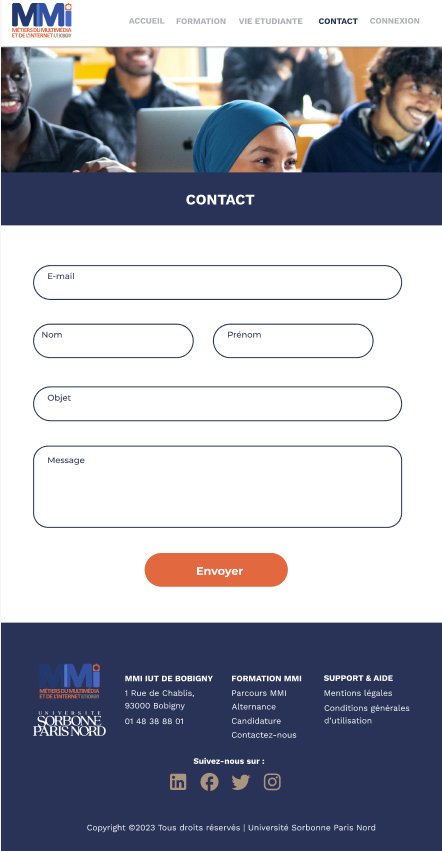 MMi
MÉTIERS DU MULTIMÉDIA
ET DE L'INTERNET IUT BOBIGNY
ACCUEIL FORMATION VIE ETUDIANTE CONTACT CONNEXION
CONTACT
E-mail
Nom Prénom
Objet
Message
Envoyer
MMi
MÉTIERS DU MULTIMÉDIA
ET DE L'INTERNET IUT BOBIGNY
UNIVERSITÉ
SORBONNE
PARIS NORD
MMI IUT DE BOBIGNY
1 Rue de Chablis,
93000 Bobigny
01 48 38 88 01
FORMATION MMI
Parcours MMI
Alternance
Candidature
Contactez-nous
SUPPORT & AIDE
Mentions légales
Conditions générales
d'utilisation
Suivez-nous sur :
Copyright ©2023 Tous droits réservés | Université Sorbonne Paris Nord